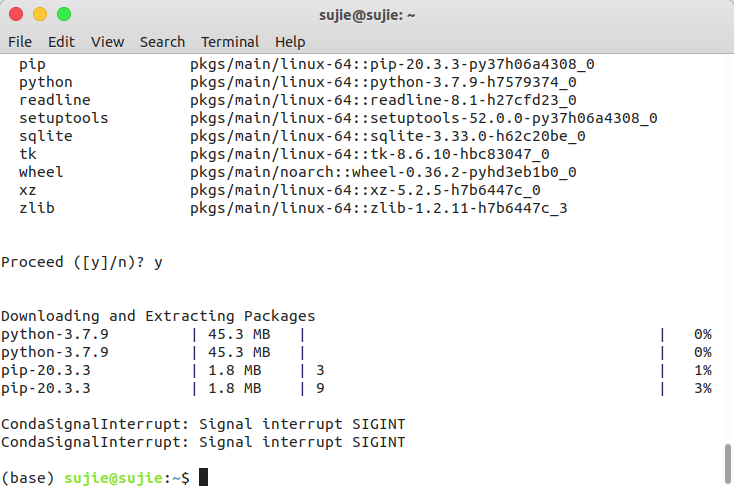 sujie@sujie: ~
File Edit View Search Terminal Help
pip pkgs/main/linux-64::pip-20.3.3-py37h06a4308_0
python pkgs/main/linux-64::python-3.7.9-h7579374_0
readline pkgs/main/linux-64::readline-8.1-h27cfd23_0
setuptools pkgs/main/linux-64::setuptools-52.0.0-py37h06a4308_0
sqlite pkgs/main/linux-64::sqlite-3.33.0-h62c20be_0
tk pkgs/main/linux-64::tk-8.6.10-hbc83047_0
wheel pkgs/main/noarch::wheel-0.36.2-pyhd3eb1b0_0
xz pkgs/main/linux-64::xz-5.2.5-h7b6447c_0
zlib pkgs/main/linux-64::zlib-1.2.11-h7b6447c_3
Proceed ([y]/n)? y
Downloading and Extracting Packages
python-3.7.9 | 45.3 MB | | 0%
python-3.7.9 | 45.3 MB | | 0%
pip-20.3.3 | 1.8 MB | 3 | 1%
pip-20.3.3 | 1.8 MB | 9 | 3%
CondaSignalInterrupt: Signal interrupt SIGINT
CondaSignalInterrupt: Signal interrupt SIGINT
(base) sujie@sujie:~$